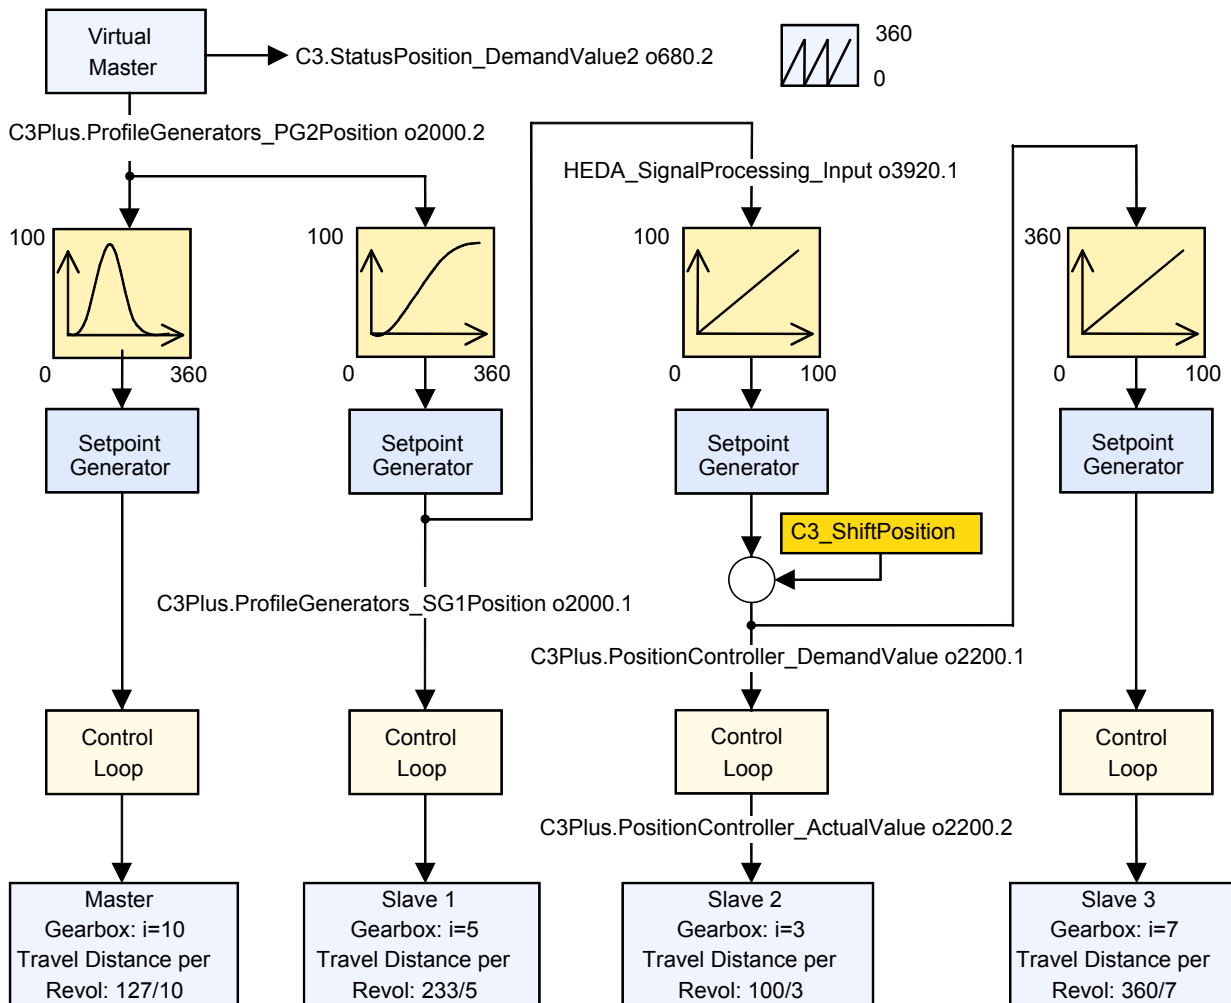 Virtual
Master
C3.StatusPosition_DemandValue2 o680.2
360
0
C3Plus.ProfileGenerators_PG2Position o2000.2
HEDA_SignalProcessing_Input o3920.1
100
0
360
100
0
360
100
0
100
360
0
100
Setpoint
Generator
Setpoint
Generator
Setpoint
Generator
Setpoint
Generator
C3_ShiftPosition
C3Plus.ProfileGenerators_SG1Position o2000.1
C3Plus.PositionController_DemandValue o2200.1
Control
Loop
Control
Loop
Control
Loop
Control
Loop
C3Plus.PositionController_ActualValue o2200.2
Master
Gearbox: i=10
Travel Distance per
Revol: 127/10
Slave 1
Gearbox: i=5
Travel Distance per
Revol: 233/5
Slave 2
Gearbox: i=3
Travel Distance per
Revol: 100/3
Slave 3
Gearbox: i=7
Travel Distance per
Revol: 360/7